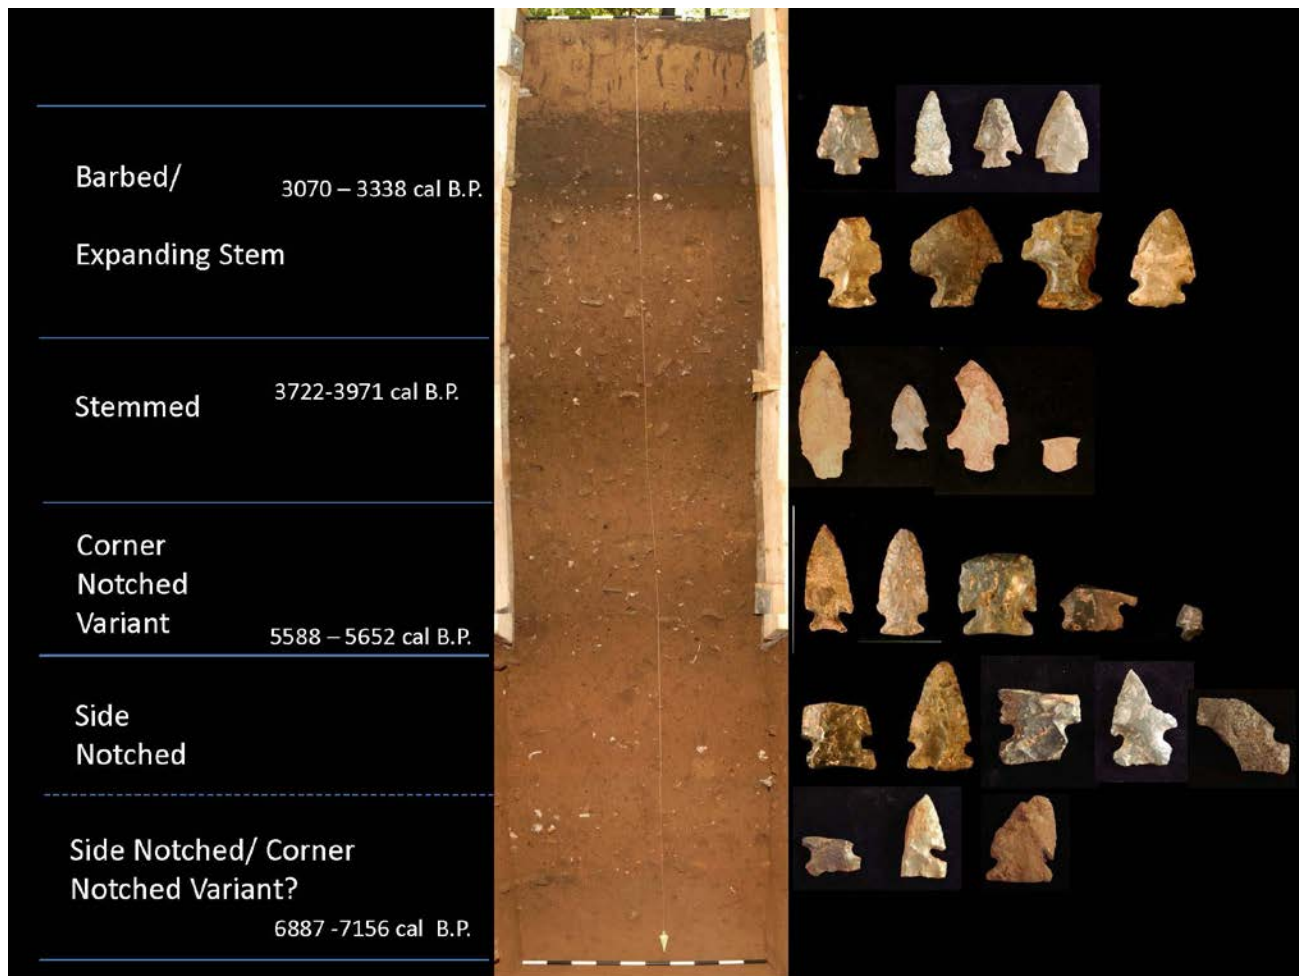 Barbed/
3070 – 3338 cal B.P.
Expanding Stem
3722-3971 cal B.P.
Stemmed
Corner
Notched
Variant
5588 – 5652 cal B.P.
Side
Notched
Side Notched/ Corner
Notched Variant?
6887 -7156 cal  B.P.